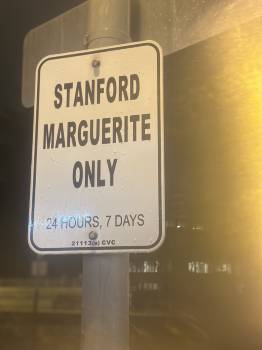 STANFORD
MARGUERITE
ONLY
24 HOURS, 7 DAYS
21113(a) CVC